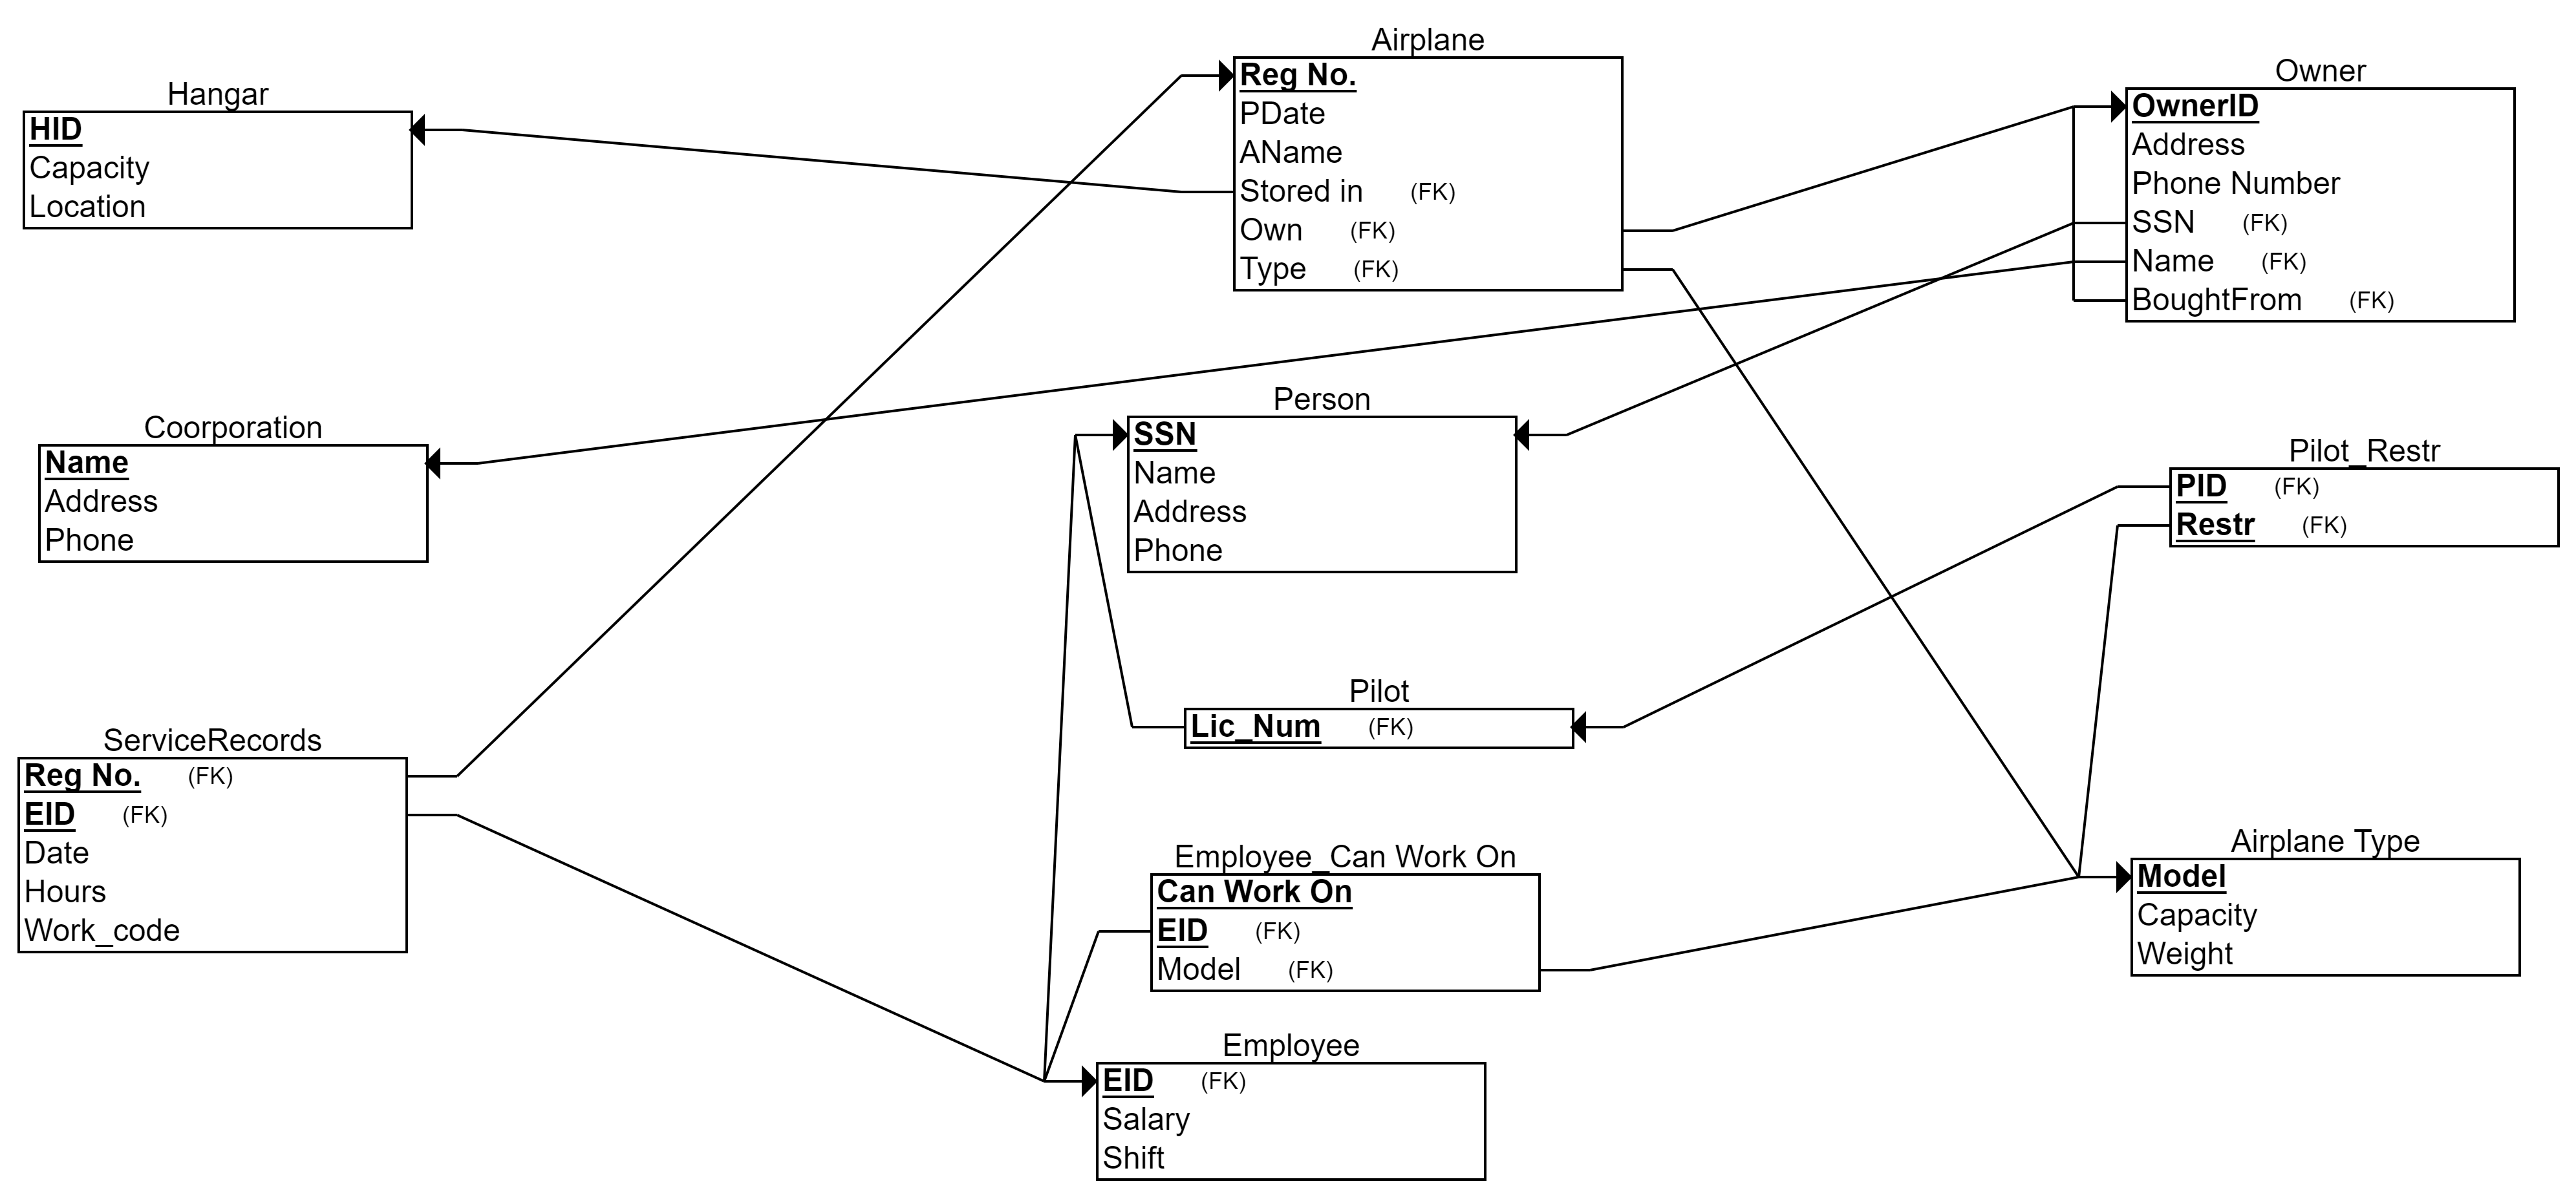 Hangar
HID
Capacity
Location
Airplane
Reg No.
PDate
AName
Stored in (FK)
Own (FK)
Type (FK)
Owner
OwnerID
Address
Phone Number
SSN (FK)
Name (FK)
BoughtFrom (FK)
Coorporation
Name
Address
Phone
Person
SSN
Name
Address
Phone
Pilot_Restr
PID (FK)
Restr (FK)
Pilot
Lic_Num (FK)
ServiceRecords
Reg No. (FK)
EID (FK)
Date
Hours
Work_code
Employee_Can Work On
Can Work On
EID (FK)
Model (FK)
Airplane Type
Model
Capacity
Weight
Employee
EID (FK)
Salary
Shift